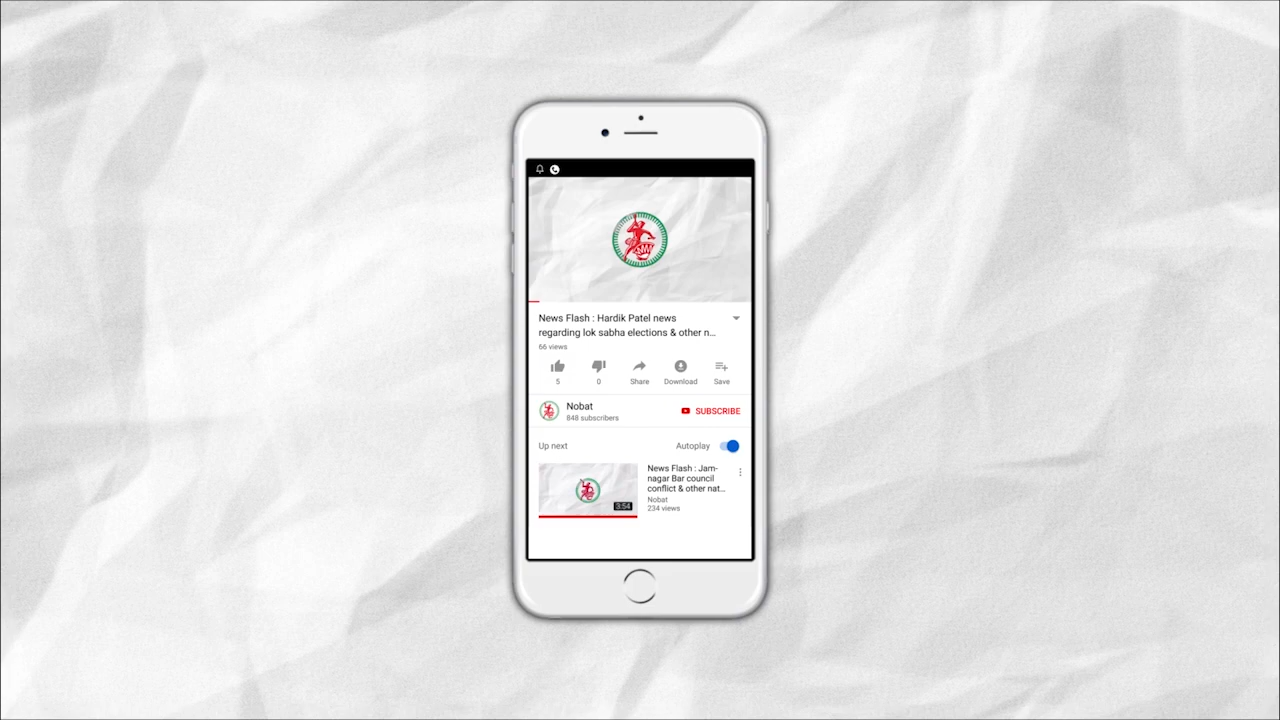 News Flash : Hardik Patel news
regarding lok sabha elections & other n...
66 views
5
0
Share
Download
Save
Nobat
848 subscribers
SUBSCRIBE
Up next
Autoplay
News Flash : Jam-
nagar Bar council
conflict & other nat...
Nobat
234 views
3:54